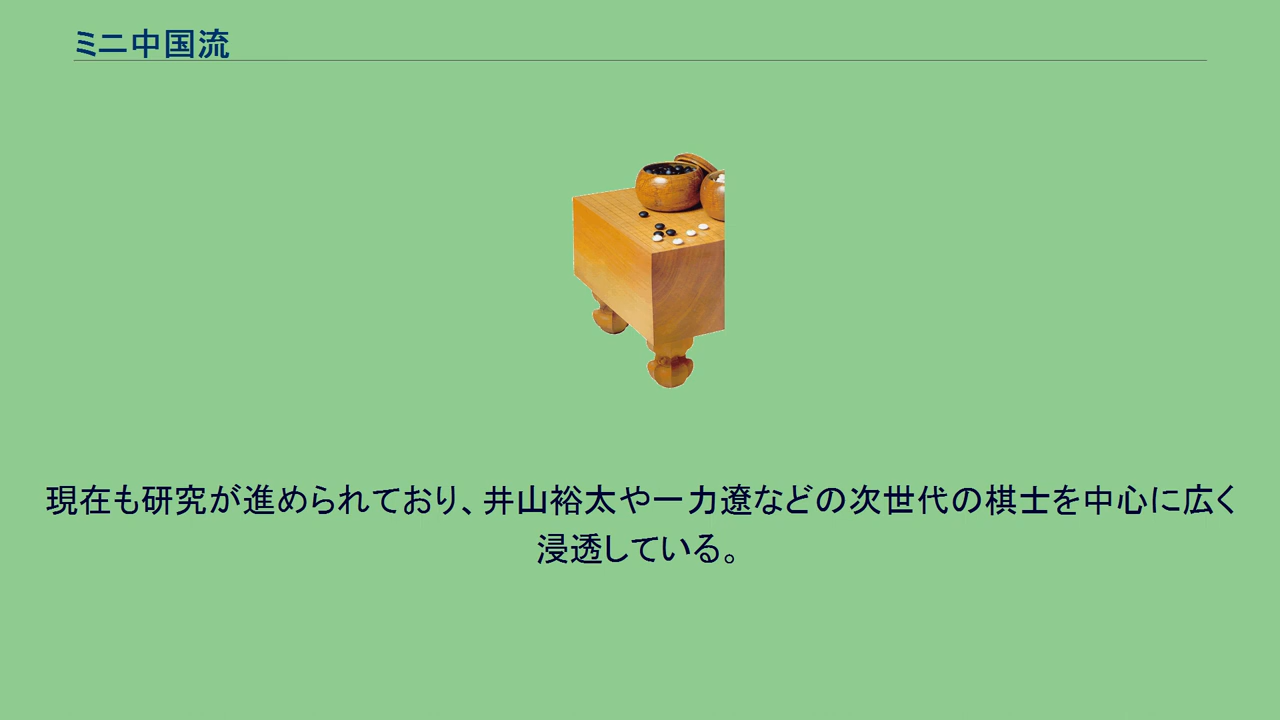 ミニ中国流
現在も研究が進められており、井山裕太や一力遼などの次世代の棋士を中心に広く
浸透している。